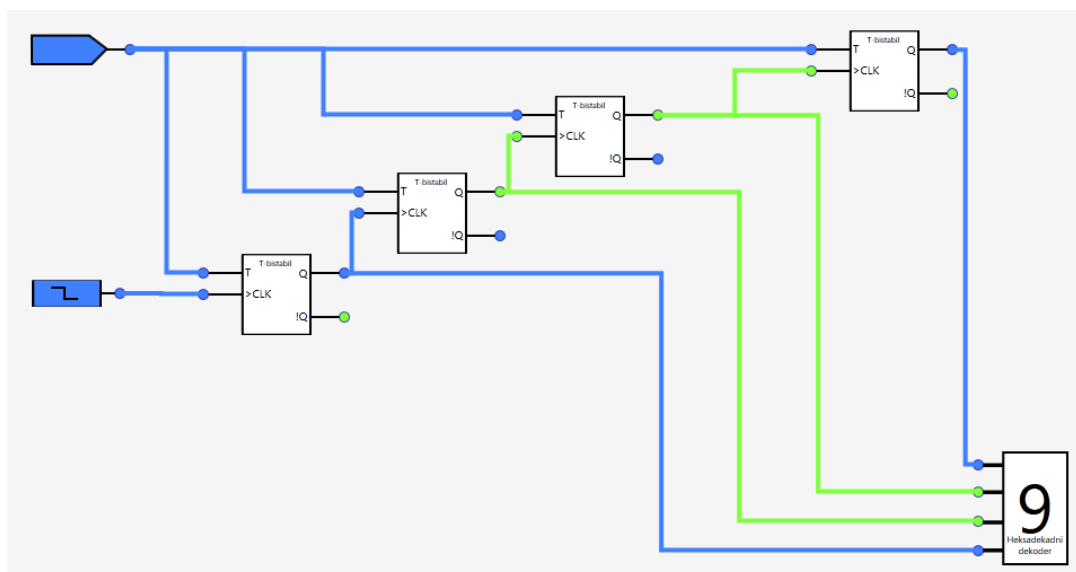 T-bistabil
T Q
>CLK
!Q
T-bistabil
T Q
>CLK
!Q
T-bistabil
T Q
>CLK
!Q
T-bistabil
T Q
>CLK
!Q
9
Heksadekadni
dekoder